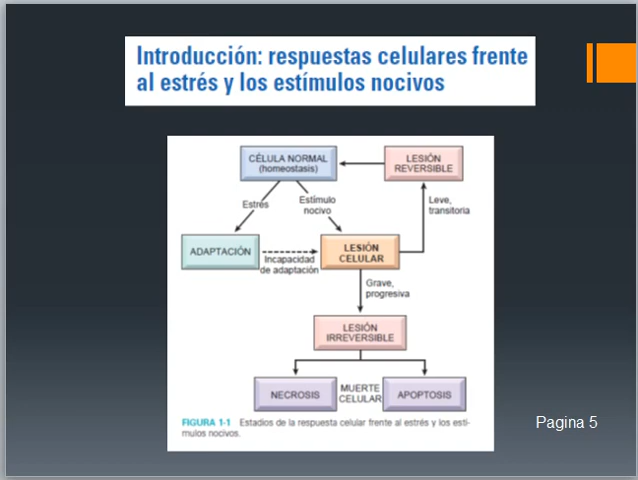 Introducción: respuestas celulares frente
al estrés y los estímulos nocivos
CÉLULA NORMAL
(homeostasis)
LESIÓN
REVERSIBLE
Estrés
Estímulo
nocivo
Leve,
transitoria
ADAPTACIÓN
Incapacidad
de adaptación
LESIÓN
CELULAR
Grave,
progresiva
LESIÓN
IRREVERSIBLE
NECROSIS
MUERTE
CELULAR
APOPTOSIS
FIGURA 1-1 Estadios de la respuesta celular frente al estrés y los estí-
mulos nocivos.
Pagina 5